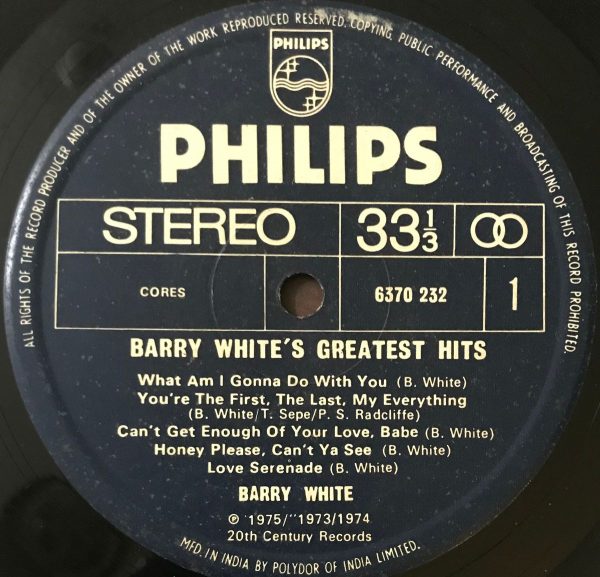 ALL RIGHTS OF THE RECORD PRODUCER AND OF THE OWNER OF THE WORK REPRODUCED RESERVED. COPYING, PUBLIC PERFORMANCE AND BROADCASTING OF THIS RECORD PROHIBITED.
PHILIPS
PHILIPS
STEREO 33 1/3
CORES 6370 232 1
BARRY WHITE'S GREATEST HITS
What Am I Gonna Do With You (B. White)
You're The First, The Last, My Everything
(B. White/T. Sepe/P. S. Radcliffe)
Can't Get Enough Of Your Love, Babe (B. White)
Honey Please, Can't Ya See (B. White)
Love Serenade (B. White)
BARRY WHITE
℗ 1975/''1973/1974
20th Century Records
MFD. IN INDIA BY POLYDOR OF INDIA LIMITED.